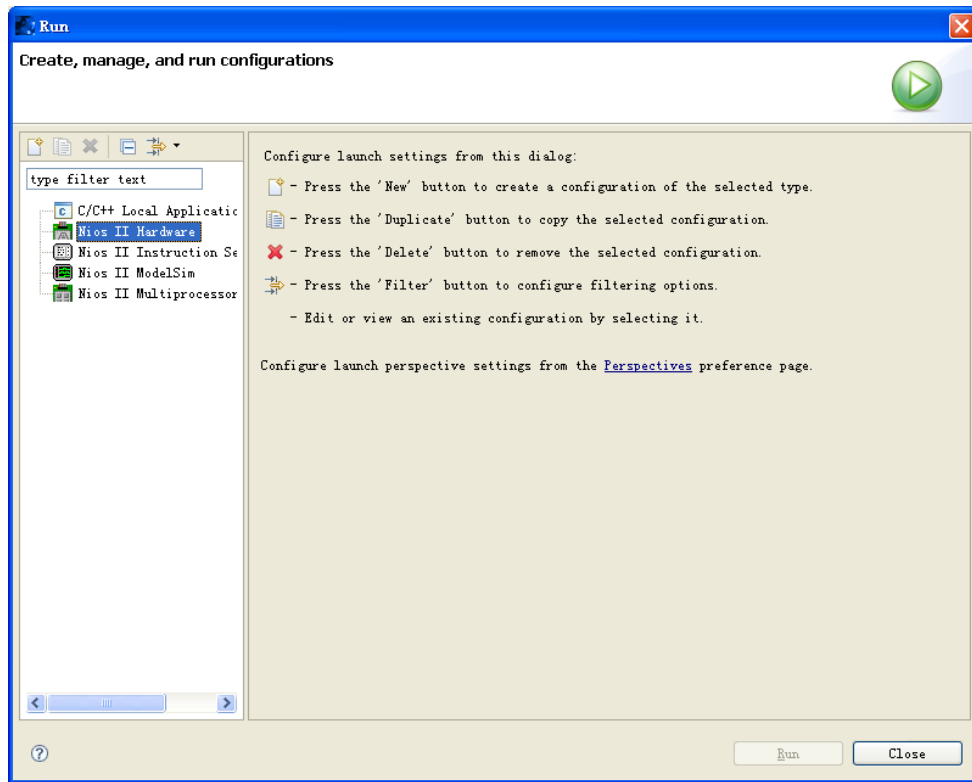 Run
Create, manage, and run configurations
type filter text
C/C++ Local Applicatic
Nios II Hardware
Nios II Instruction Se
Nios II ModelSim
Nios II Multiprocessor
Configure launch settings from this dialog:
- Press the 'New' button to create a configuration of the selected type.
- Press the 'Duplicate' button to copy the selected configuration.
- Press the 'Delete' button to remove the selected configuration.
- Press the 'Filter' button to configure filtering options.
- Edit or view an existing configuration by selecting it.
Configure launch perspective settings from the Perspectives preference page.
Run
Close